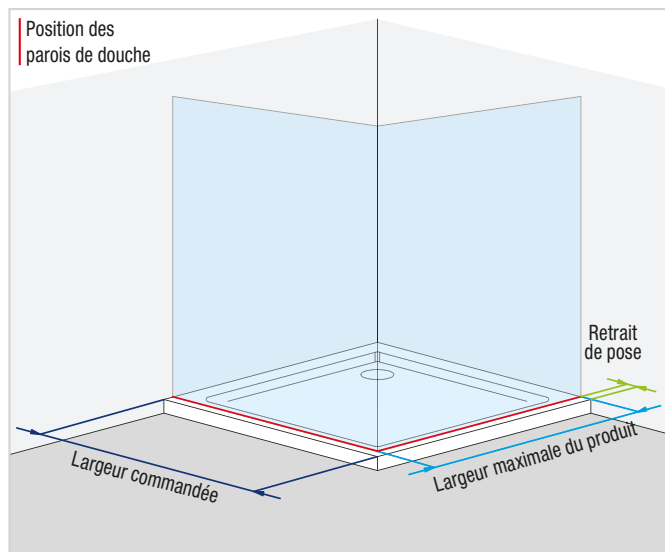 Position des
parois de douche
Retrait
de pose
Largeur commandée
Largeur maximale du produit